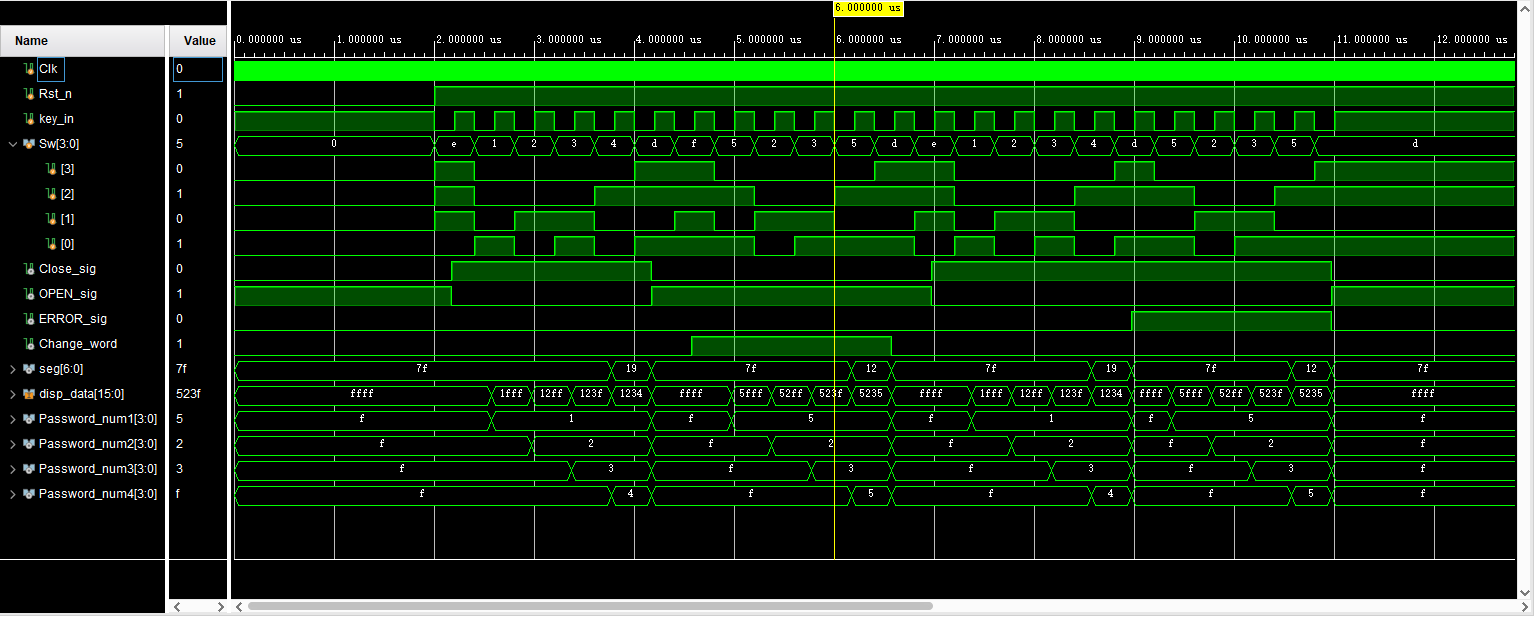 6.000000 us
Name Value 0.000000 us 1.000000 us 2.000000 us 3.000000 us 4.000000 us 5.000000 us 6.000000 us 7.000000 us 8.000000 us 9.000000 us 10.000000 us 11.000000 us 12.000000 us
Clk 0
Rst_n 1
key_in 0
Sw[3:0] 5 0 e 1 2 3 4 d f 5 2 3 5 d e 1 2 3 4 d 5 2 3 5 d
[3] 0
[2] 1
[1] 0
[0] 1
Close_sig 0
OPEN_sig 1
ERROR_sig 0
Change_word 1
seg[6:0] 7f 7f 19 7f 12 7f 19 7f 12 7f
disp_data[15:0] 523f ffff 1fff 12ff 123f 1234 ffff 5fff 52ff 523f 5235 ffff 1fff 12ff 123f 1234 ffff 5fff 52ff 523f 5235 ffff
Password_num1[3:0] 5 f 1 f 5 f 1 f 5 f
Password_num2[3:0] 2 f 2 f 2 f 2 f 2 f
Password_num3[3:0] 3 f 3 f 3 f 3 f 3 f
Password_num4[3:0] f f 4 f 5 f 4 f 5 f